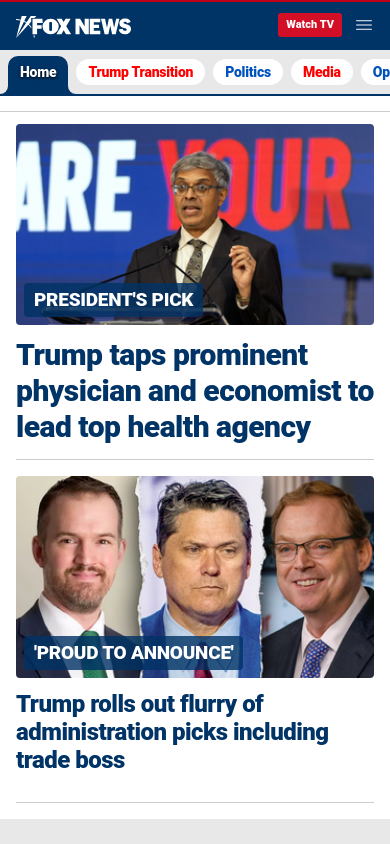 FOX NEWS
Watch TV
Home
Trump Transition
Politics
Media
Op
ARE YOUR
PRESIDENT'S PICK
Trump taps prominent
physician and economist to
lead top health agency
'PROUD TO ANNOUNCE'
Trump rolls out flurry of
administration picks including
trade boss